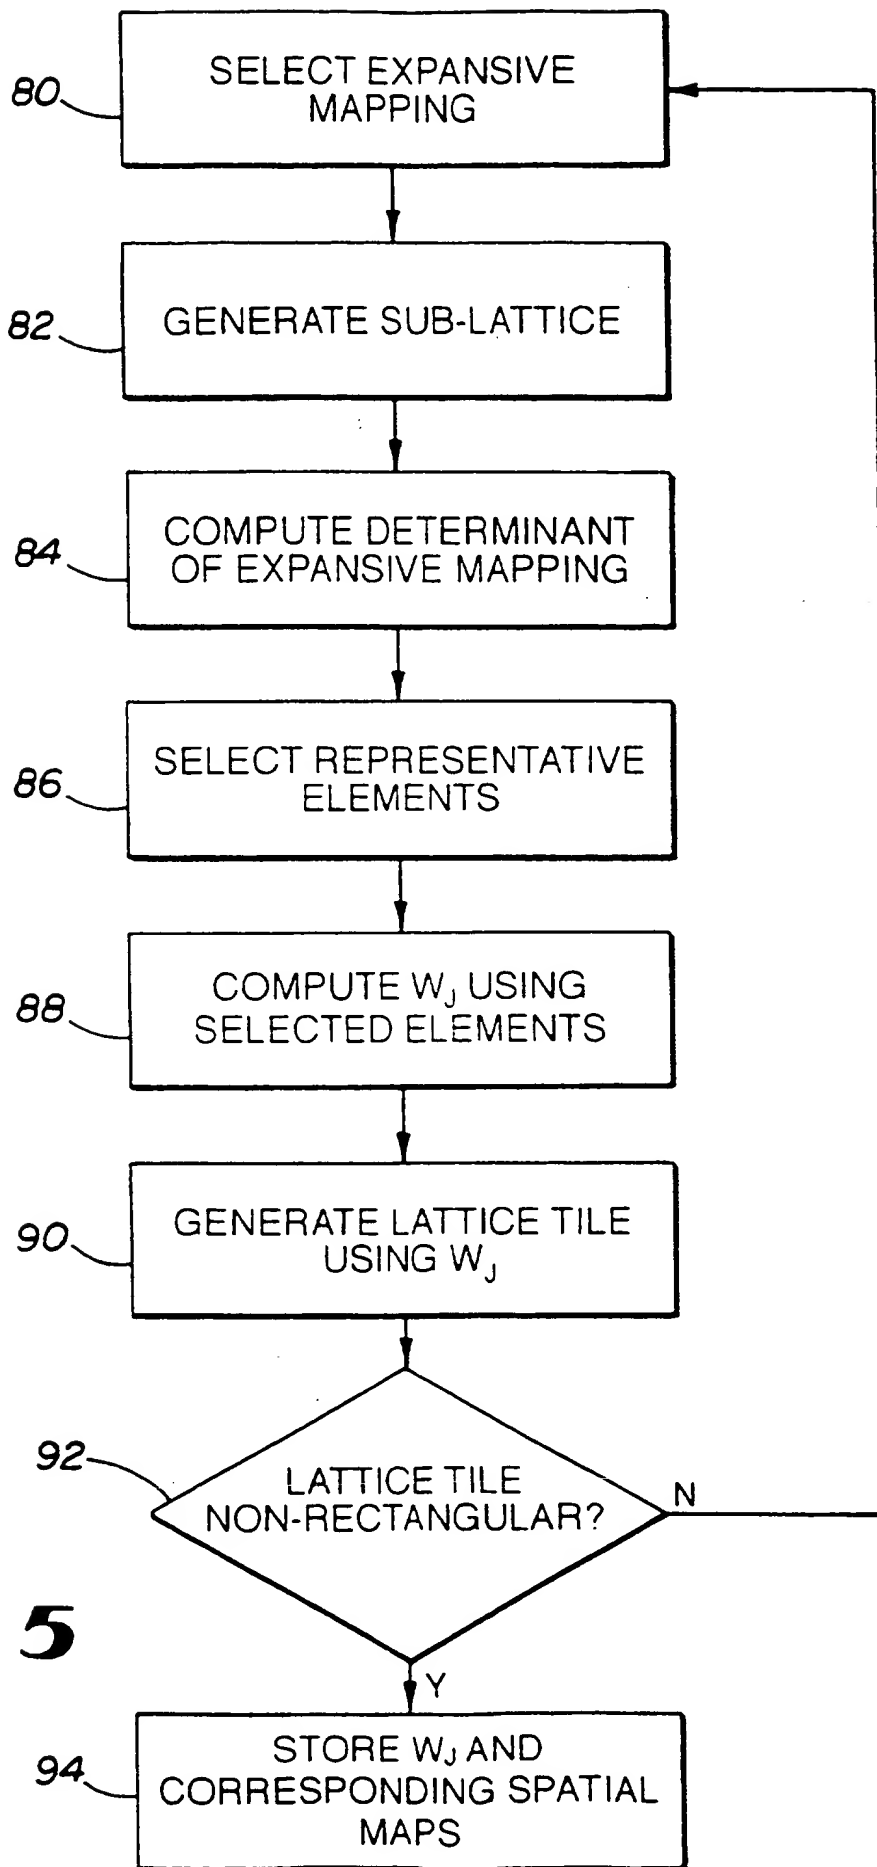 80
SELECT EXPANSIVE
MAPPING
82
GENERATE SUB-LATTICE
84
COMPUTE DETERMINANT
OF EXPANSIVE MAPPING
86
SELECT REPRESENTATIVE
ELEMENTS
88
COMPUTE WJ USING
SELECTED ELEMENTS
90
GENERATE LATTICE TILE
USING WJ
92
LATTICE TILE
NON-RECTANGULAR?
N
5
Y
94
STORE WJ AND
CORRESPONDING SPATIAL
MAPS